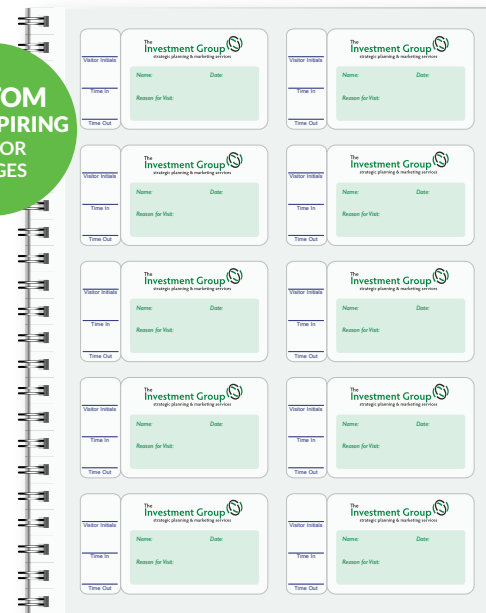 TOM
PIRING
OR
GES
Visitor Initials
Time In
Time Out
The
Investment Group
strategic planning & marketing services
Name: Date:
Reason for Visit:
Visitor Initials
Time In
Time Out
The
Investment Group
strategic planning & marketing services
Name: Date:
Reason for Visit:
Visitor Initials
Time In
Time Out
The
Investment Group
strategic planning & marketing services
Name: Date:
Reason for Visit:
Visitor Initials
Time In
Time Out
The
Investment Group
strategic planning & marketing services
Name: Date:
Reason for Visit:
Visitor Initials
Time In
Time Out
The
Investment Group
strategic planning & marketing services
Name: Date:
Reason for Visit:
Visitor Initials
Time In
Time Out
The
Investment Group
strategic planning & marketing services
Name: Date:
Reason for Visit:
Visitor Initials
Time In
Time Out
The
Investment Group
strategic planning & marketing services
Name: Date:
Reason for Visit:
Visitor Initials
Time In
Time Out
The
Investment Group
strategic planning & marketing services
Name: Date:
Reason for Visit:
Visitor Initials
Time In
Time Out
The
Investment Group
strategic planning & marketing services
Name: Date:
Reason for Visit:
Visitor Initials
Time In
Time Out
The
Investment Group
strategic planning & marketing services
Name: Date:
Reason for Visit: